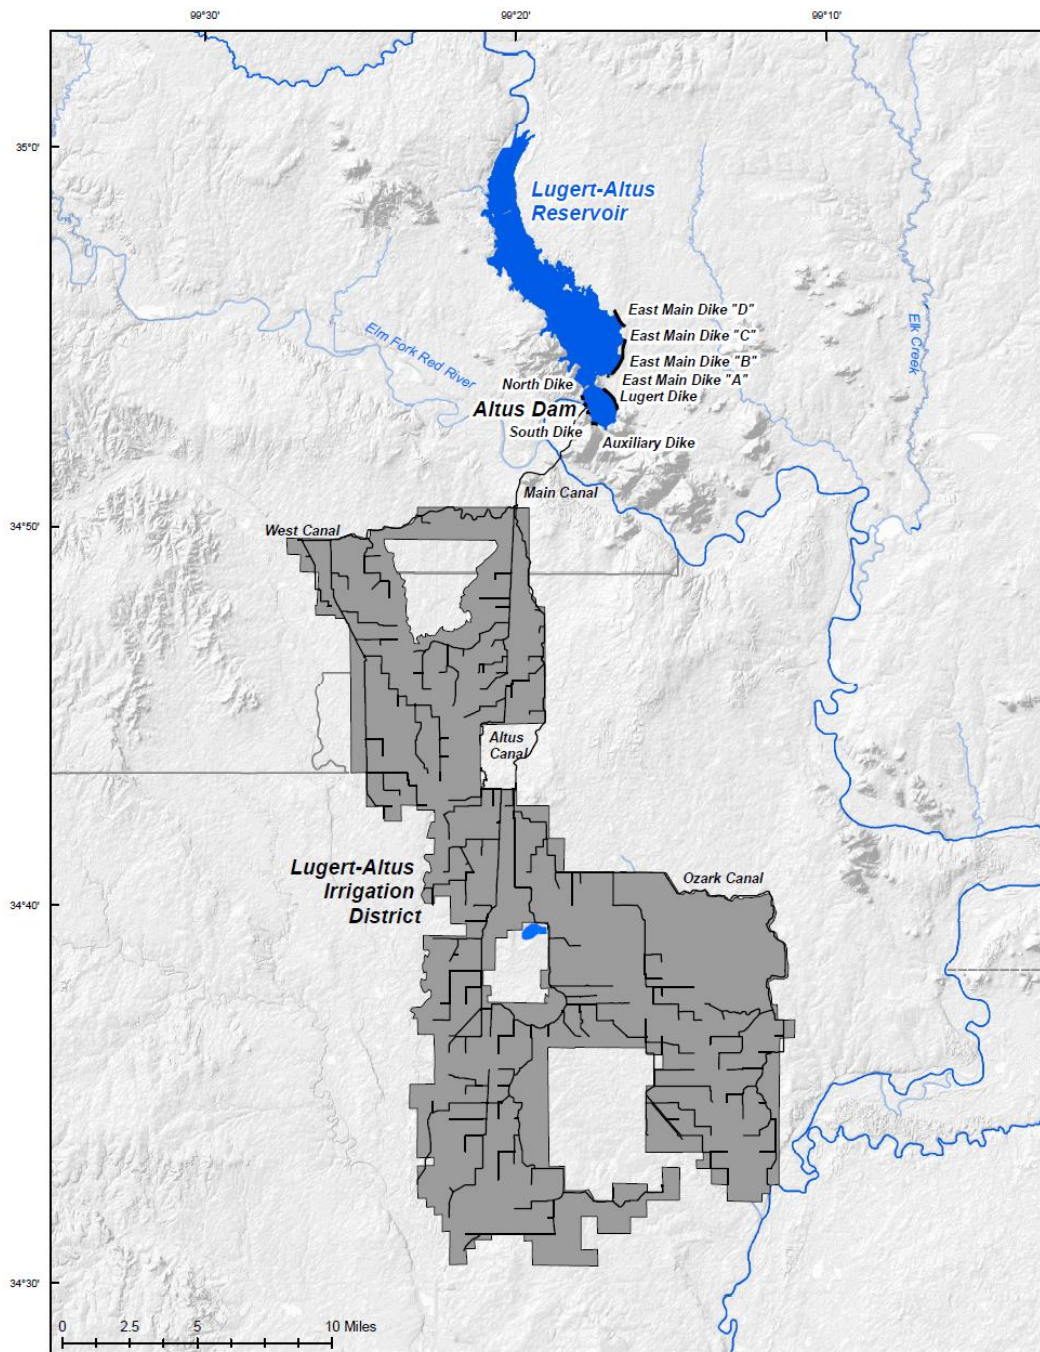 99°30'
99°20'
99°10'
35°0'
Lugert-Altus
Reservoir
East Main Dike "D"
Elk Creek
East Main Dike "C"
Elm Fork Red River
East Main Dike "B"
East Main Dike "A"
North Dike
Lugert Dike
Altus Dam
South Dike
Auxiliary Dike
Main Canal
34°50'
West Canal
Altus
Canal
Lugert-Altus
Irrigation
District
Ozark Canal
34°40'
34°30'
0 2.5 5 10 Miles